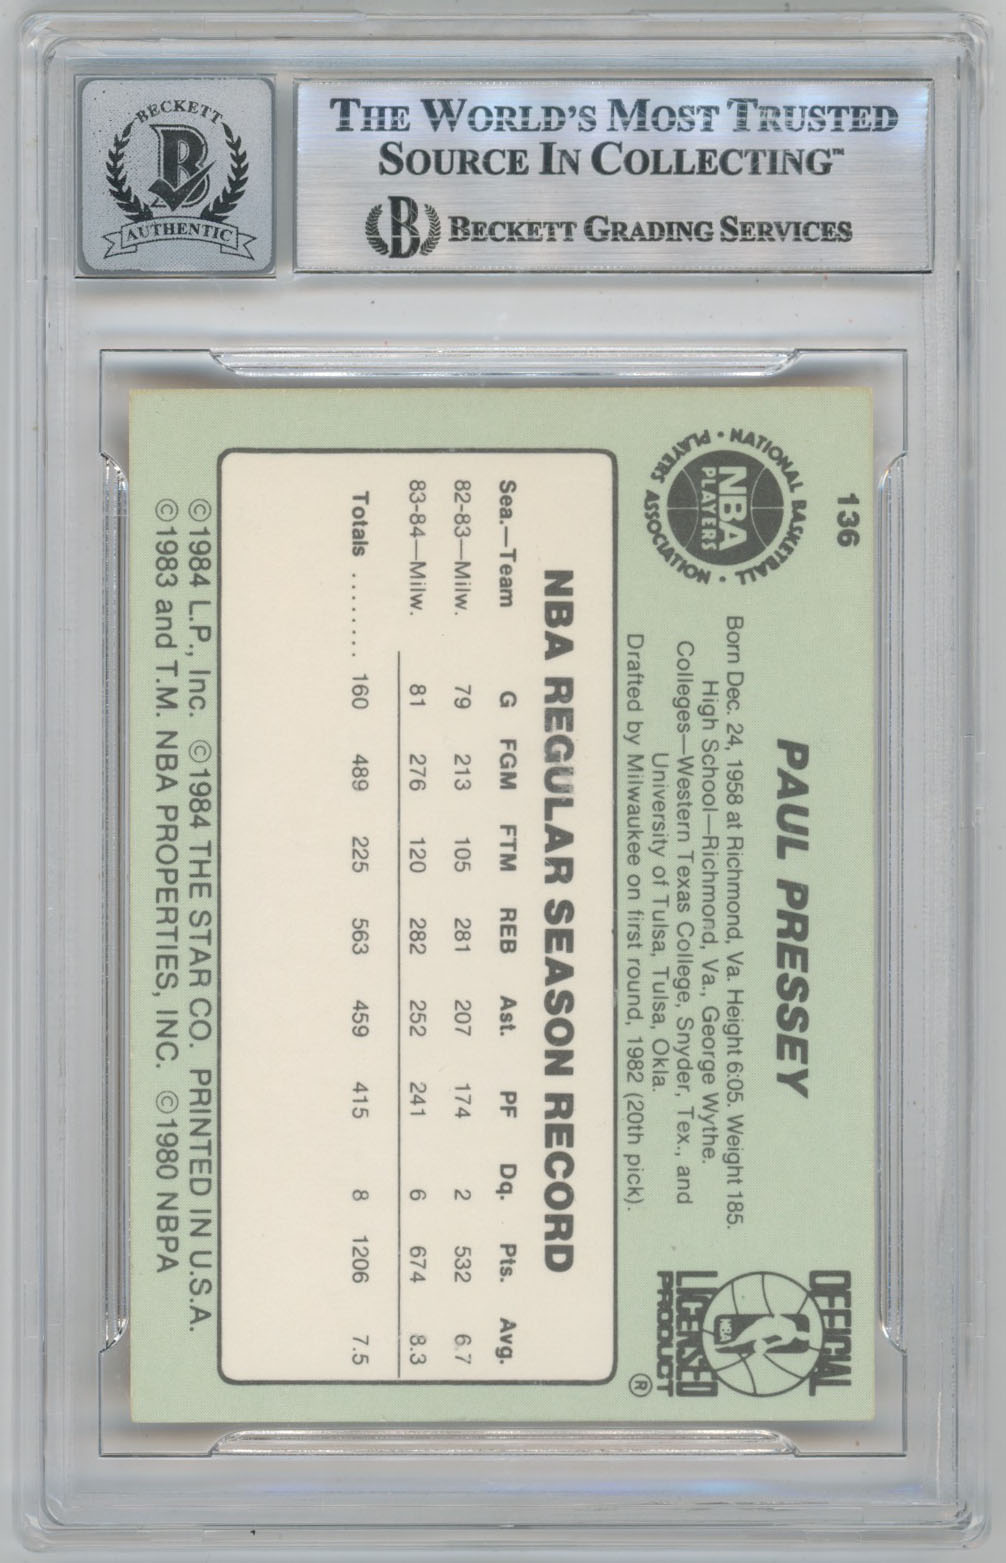 BECKETT
B
AUTHENTIC
THE WORLD'S MOST TRUSTED
SOURCE IN COLLECTING™
B BECKETT GRADING SERVICES
136
NATIONAL BASKETBALL • PLAYERS ASSOCIATION •
NBA
PLAYERS
PAUL PRESSEY
Born Dec. 24, 1958 at Richmond, Va. Height 6:05. Weight 185.
High School—Richmond, Va., George Wythe.
Colleges—Western Texas College, Snyder, Tex., and
University of Tulsa, Tulsa, Okla.
Drafted by Milwaukee on first round, 1982 (20th pick).
OFFICIAL
NBA
LICENSED
PRODUCT
®
NBA REGULAR SEASON RECORD
Sea.—Team G FGM FTM REB Ast. PF Dq. Pts. Avg.
82-83—Milw. 79 213 105 281 207 174 2 532 6.7
83-84—Milw. 81 276 120 282 252 241 6 674 8.3
Totals ........ 160 489 225 563 459 415 8 1206 7.5
©1984 L.P., Inc. ©1984 THE STAR CO. PRINTED IN U.S.A.
©1983 and T.M. NBA PROPERTIES, INC. ©1980 NBPA